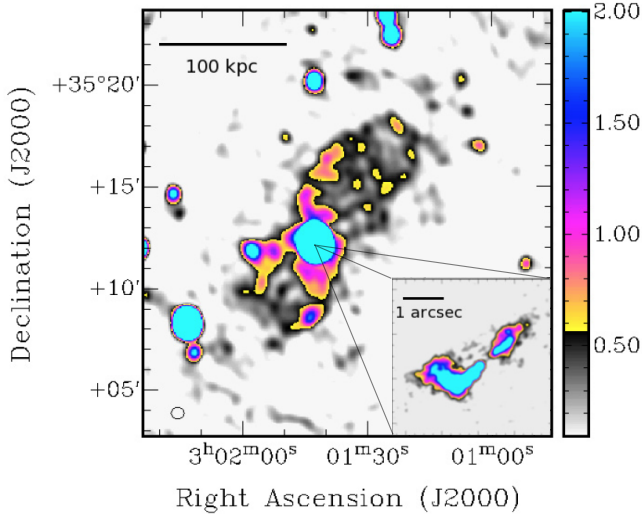 2.00
100 kpc
+35°20'
1.50
+15'
1.00
+10'
1 arcsec
0.50
+05'
3ʰ02ᵐ00ˢ 01ᵐ30ˢ 01ᵐ00ˢ
Right Ascension (J2000)
Declination (J2000)